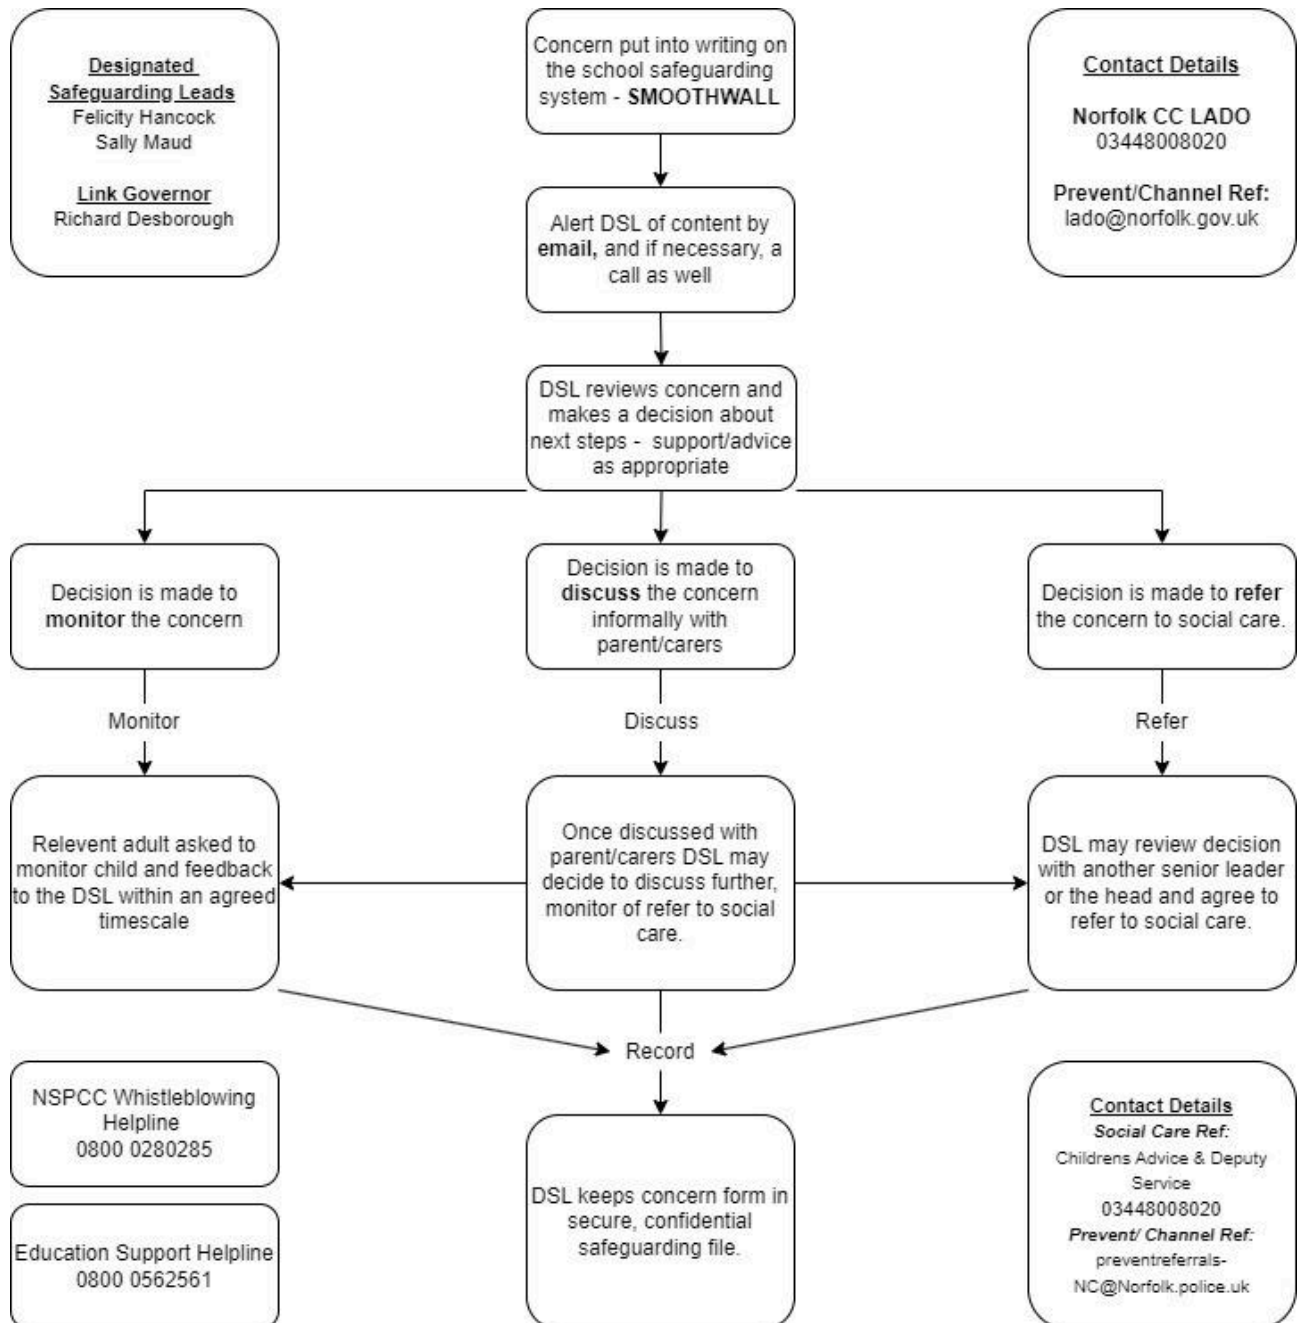 Designated
Safeguarding Leads
Felicity Hancock
Sally Maud
Link Governor
Richard Desborough
Concern put into writing on
the school safeguarding
system - SMOOTHWALL
Contact Details
Norfolk CC LADO
03448008020
Prevent/Channel Ref:
lado@norfolk.gov.uk
Alert DSL of content by
email, and if necessary, a
call as well
DSL reviews concern and
makes a decision about
next steps - support/advice
as appropriate
Decision is made to
monitor the concern
Decision is made to
discuss the concern
informally with
parent/carers
Decision is made to refer
the concern to social care.
Monitor
Discuss
Refer
Relevent adult asked to
monitor child and feedback
to the DSL within an agreed
timescale
Once discussed with
parent/carers DSL may
decide to discuss further,
monitor of refer to social
care.
DSL may review decision
with another senior leader
or the head and agree to
refer to social care.
Record
NSPCC Whistleblowing
Helpline
0800 0280285
Education Support Helpline
0800 0562561
DSL keeps concern form in
secure, confidential
safeguarding file.
Contact Details
Social Care Ref:
Childrens Advice & Deputy
Service
03448008020
Prevent/ Channel Ref:
preventreferrals-
NC@Norfolk.police.uk